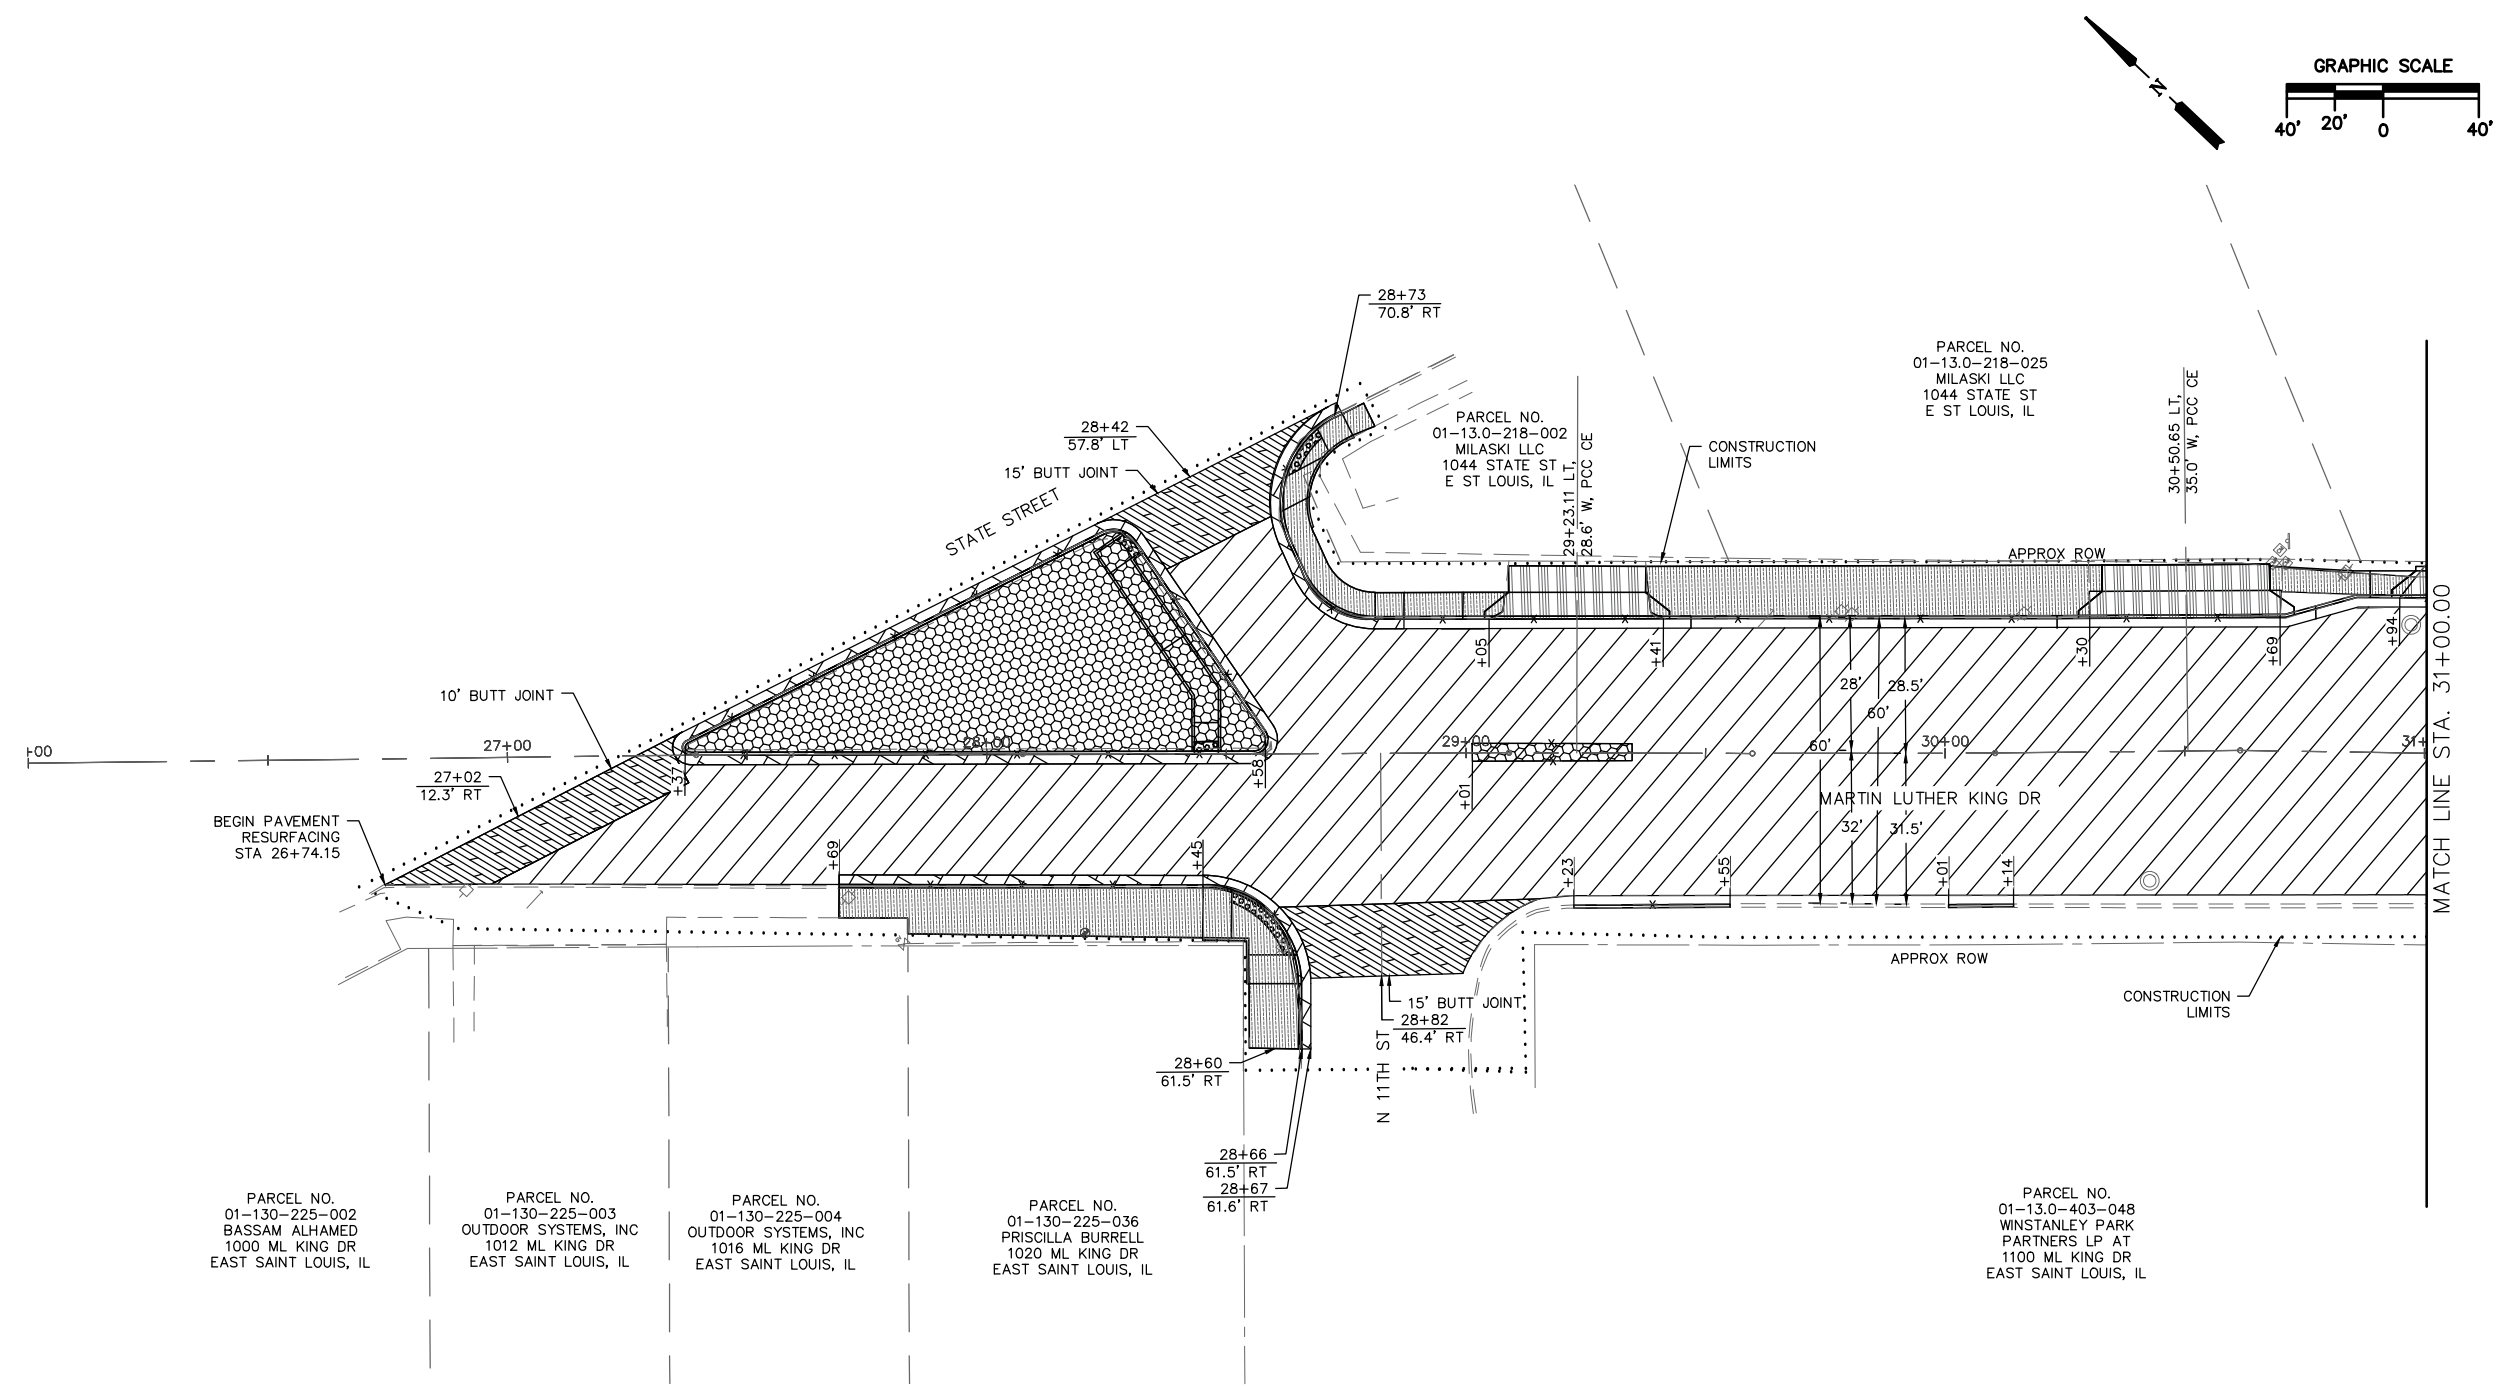 GRAPHIC SCALE
40' 20' 0 40'
N
28+73
70.8' RT
28+42
57.8' LT
15' BUTT JOINT
STATE STREET
PARCEL NO.
01-13.0-218-002
MILASKI LLC
1044 STATE ST
E ST LOUIS, IL
29+23.11 LT,
28.6' W, PCC CE
CONSTRUCTION
LIMITS
PARCEL NO.
01-13.0-218-025
MILASKI LLC
1044 STATE ST
E ST LOUIS, IL
30+50.65 LT,
35.0' W, PCC CE
APPROX ROW
10' BUTT JOINT
27+02
12.3' RT
BEGIN PAVEMENT
RESURFACING
STA 26+74.15
+00
27+00
28+00
29+00
30+00
31+
+37
+58
+05
+41
+30
+69
+94
+01
28'
28.5'
60'
60'
MARTIN LUTHER KING DR
32'
31.5'
+69
+45
+23
+55
+01
+14
MATCH LINE STA. 31+00.00
APPROX ROW
CONSTRUCTION
LIMITS
15' BUTT JOINT
28+82
46.4' RT
N 11TH ST
28+60
61.5' RT
28+66
61.5' RT
28+67
61.6' RT
PARCEL NO.
01-130-225-002
BASSAM ALHAMED
1000 ML KING DR
EAST SAINT LOUIS, IL
PARCEL NO.
01-130-225-003
OUTDOOR SYSTEMS, INC
1012 ML KING DR
EAST SAINT LOUIS, IL
PARCEL NO.
01-130-225-004
OUTDOOR SYSTEMS, INC
1016 ML KING DR
EAST SAINT LOUIS, IL
PARCEL NO.
01-130-225-036
PRISCILLA BURRELL
1020 ML KING DR
EAST SAINT LOUIS, IL
PARCEL NO.
01-13.0-403-048
WINSTANLEY PARK
PARTNERS LP AT
1100 ML KING DR
EAST SAINT LOUIS, IL